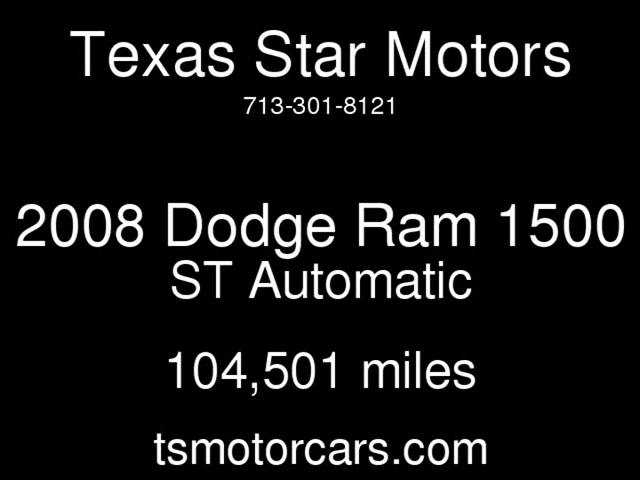 Texas Star Motors
713-301-8121
2008 Dodge Ram 1500
ST Automatic
104,501 miles
tsmotorcars.com